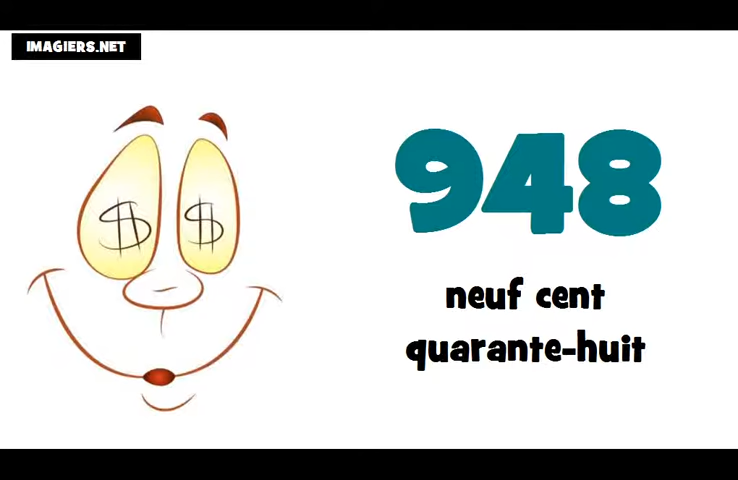 IMAGIERS.NET
948
neuf cent
quarante-huit
$ $